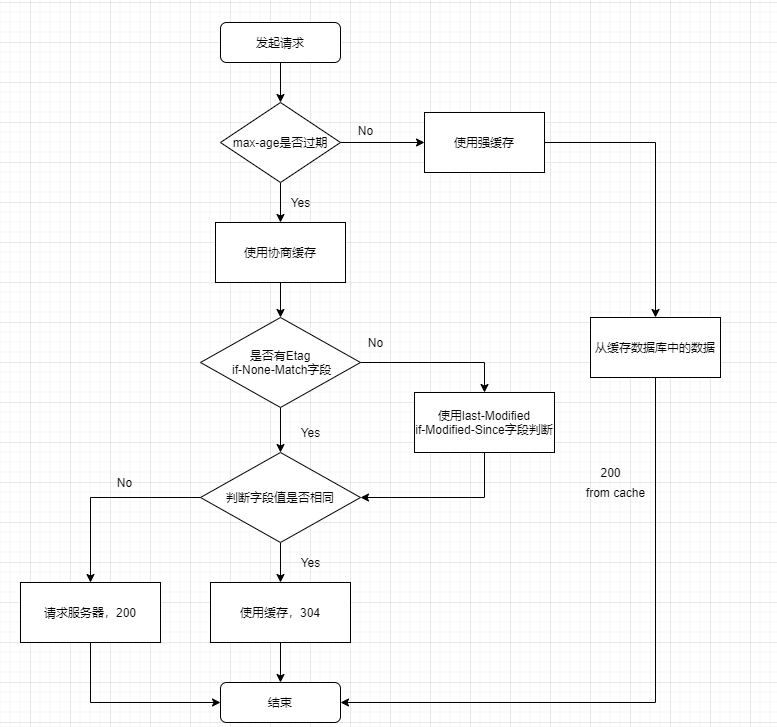 发起请求
max-age是否过期
No
使用强缓存
Yes
使用协商缓存
是否有Etag
if-None-Match字段
No
从缓存数据库中的数据
使用last-Modified
if-Modified-Since字段判断
Yes
200
from cache
判断字段值是否相同
No
Yes
请求服务器，200
使用缓存，304
结束